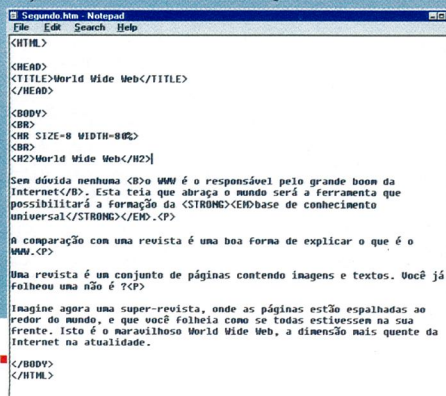 Segundo.htm - Notepad
File Edit Search Help
<HTML>
<HEAD>
<TITLE>World Wide Web</TITLE>
</HEAD>
<BODY>
<BR>
<HR SIZE=8 WIDTH=80%>
<BR>
<H2>World Wide Web</H2>
Sem dúvida nenhuma <B>o WWW é o responsável pelo grande boom da
Internet</B>. Esta teia que abraça o mundo será a ferramenta que
possibilitará a formação da <STRONG><EM>base de conhecimento
universal</STRONG></EM>.<P>
A comparação com uma revista é uma boa forma de explicar o que é o
WWW.<P>
Uma revista é um conjunto de páginas contendo imagens e textos. Você já
folheou uma não é ?<P>
Imagine agora uma super-revista, onde as páginas estão espalhadas ao
redor do mundo, e que você folheia como se todas estivessem na sua
frente. Isto é o maravilhoso World Wide Web, a dimensão mais quente da
Internet na atualidade.
</BODY>
</HTML>